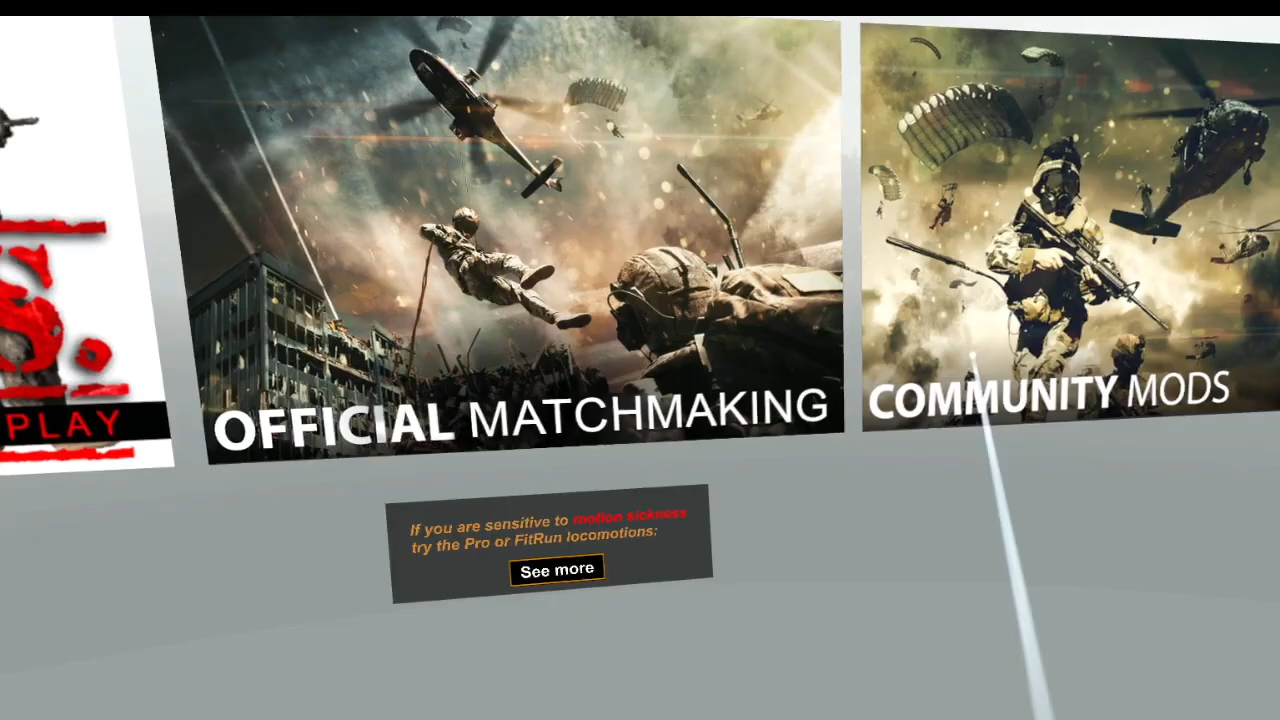 S.
PLAY
OFFICIAL MATCHMAKING
COMMUNITY MODS
If you are sensitive to motion sickness
try the Pro or FitRun locomotions:
See more